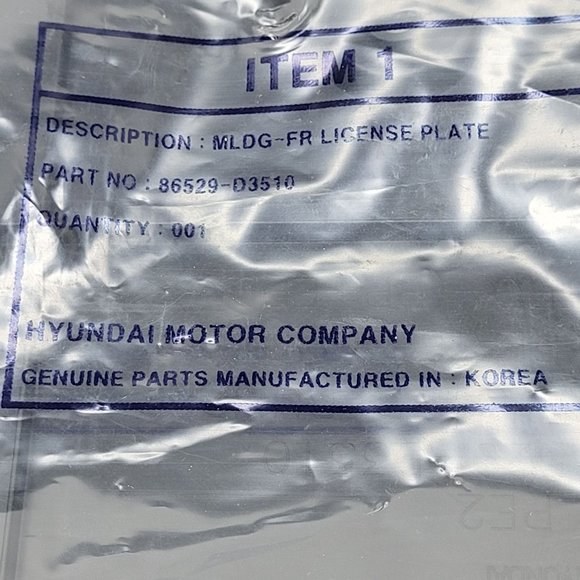 ITEM 1
DESCRIPTION : MLDG-FR LICENSE PLATE
PART NO : 86529-D3510
QUANTITY : 001
HYUNDAI MOTOR COMPANY
GENUINE PARTS MANUFACTURED IN : KOREA